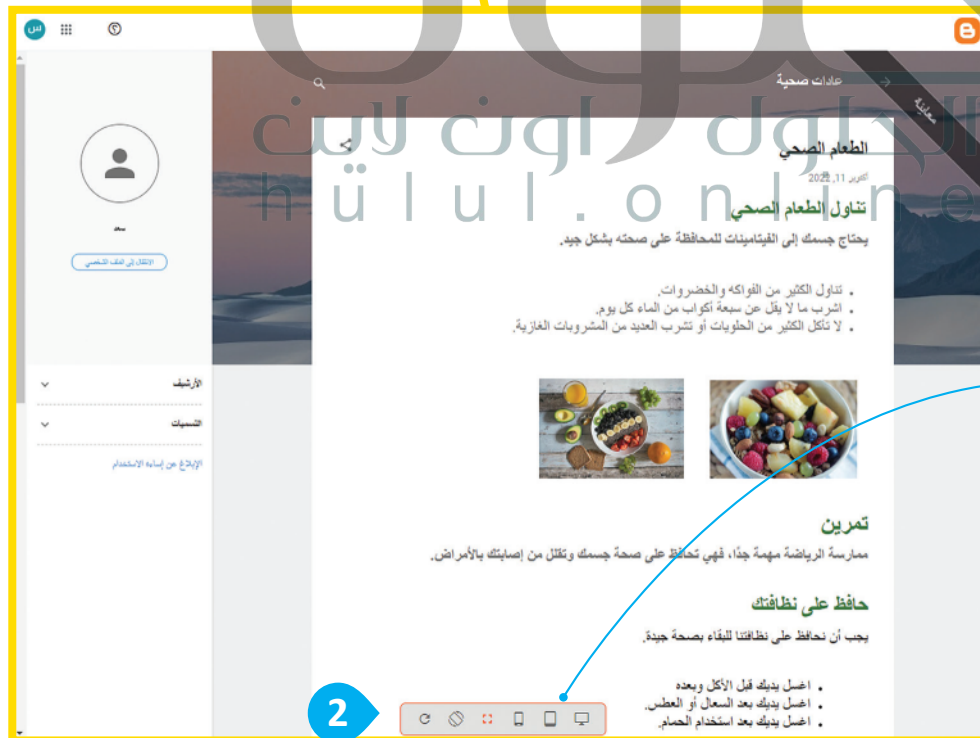 س
عادات صحية
معاينة
الحلول اون لاين
hülul.online
الطعام الصحي
أكتوبر 11, 2022
تناول الطعام الصحي
يحتاج جسمك إلى الفيتامينات للمحافظة على صحته بشكل جيد.
• تناول الكثير من الفواكه والخضروات.
• اشرب ما لا يقل عن سبعة أكواب من الماء كل يوم.
• لا تأكل الكثير من الحلويات أو تشرب العديد من المشروبات الغازية.
تمرين
ممارسة الرياضة مهمة جدًا، فهي تحافظ على صحة جسمك وتقلل من إصابتك بالأمراض.
حافظ على نظافتك
يجب أن نحافظ على نظافتنا للبقاء بصحة جيدة.
• اغسل يديك قبل الأكل وبعده
• اغسل يديك بعد السعال أو العطس.
• اغسل يديك بعد استخدام الحمام.
الانتقال إلى الملف الشخصي
الأرشيف
التسميات
الإبلاغ عن إساءة الاستخدام
2